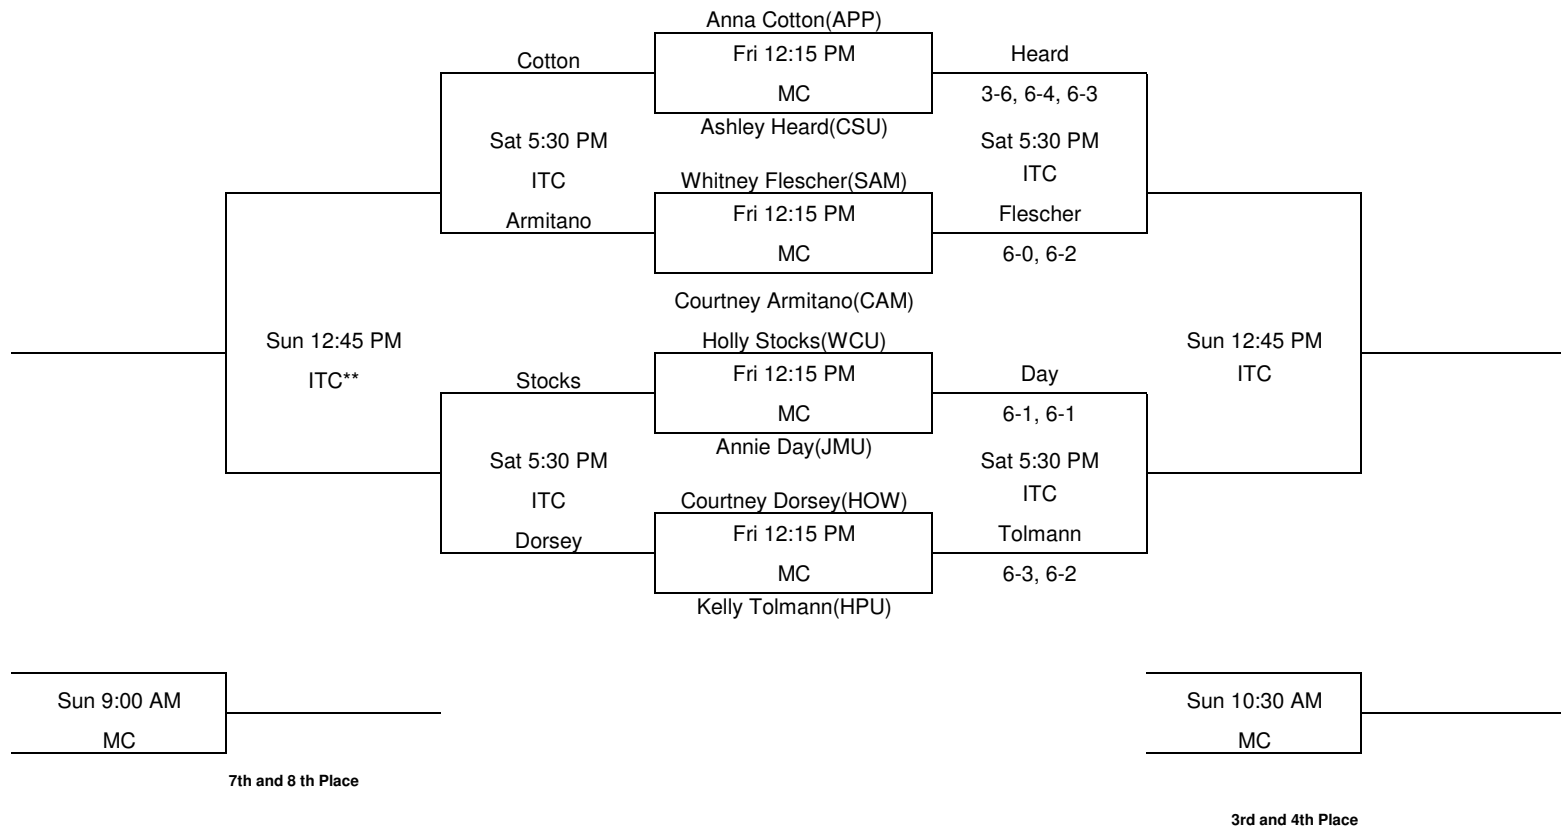 Anna Cotton(APP)
Cotton
Fri 12:15 PM
Heard
MC
3-6, 6-4, 6-3
Ashley Heard(CSU)
Sat 5:30 PM
Sat 5:30 PM
ITC
Whitney Flescher(SAM)
ITC
Armitano
Fri 12:15 PM
Flescher
MC
6-0, 6-2
Courtney Armitano(CAM)
Sun 12:45 PM
Holly Stocks(WCU)
Sun 12:45 PM
ITC**
Stocks
Fri 12:15 PM
Day
ITC
MC
6-1, 6-1
Annie Day(JMU)
Sat 5:30 PM
Sat 5:30 PM
ITC
Courtney Dorsey(HOW)
ITC
Dorsey
Fri 12:15 PM
Tolmann
MC
6-3, 6-2
Kelly Tolmann(HPU)
Sun 9:00 AM
Sun 10:30 AM
MC
MC
7th and 8 th Place
3rd and 4th Place